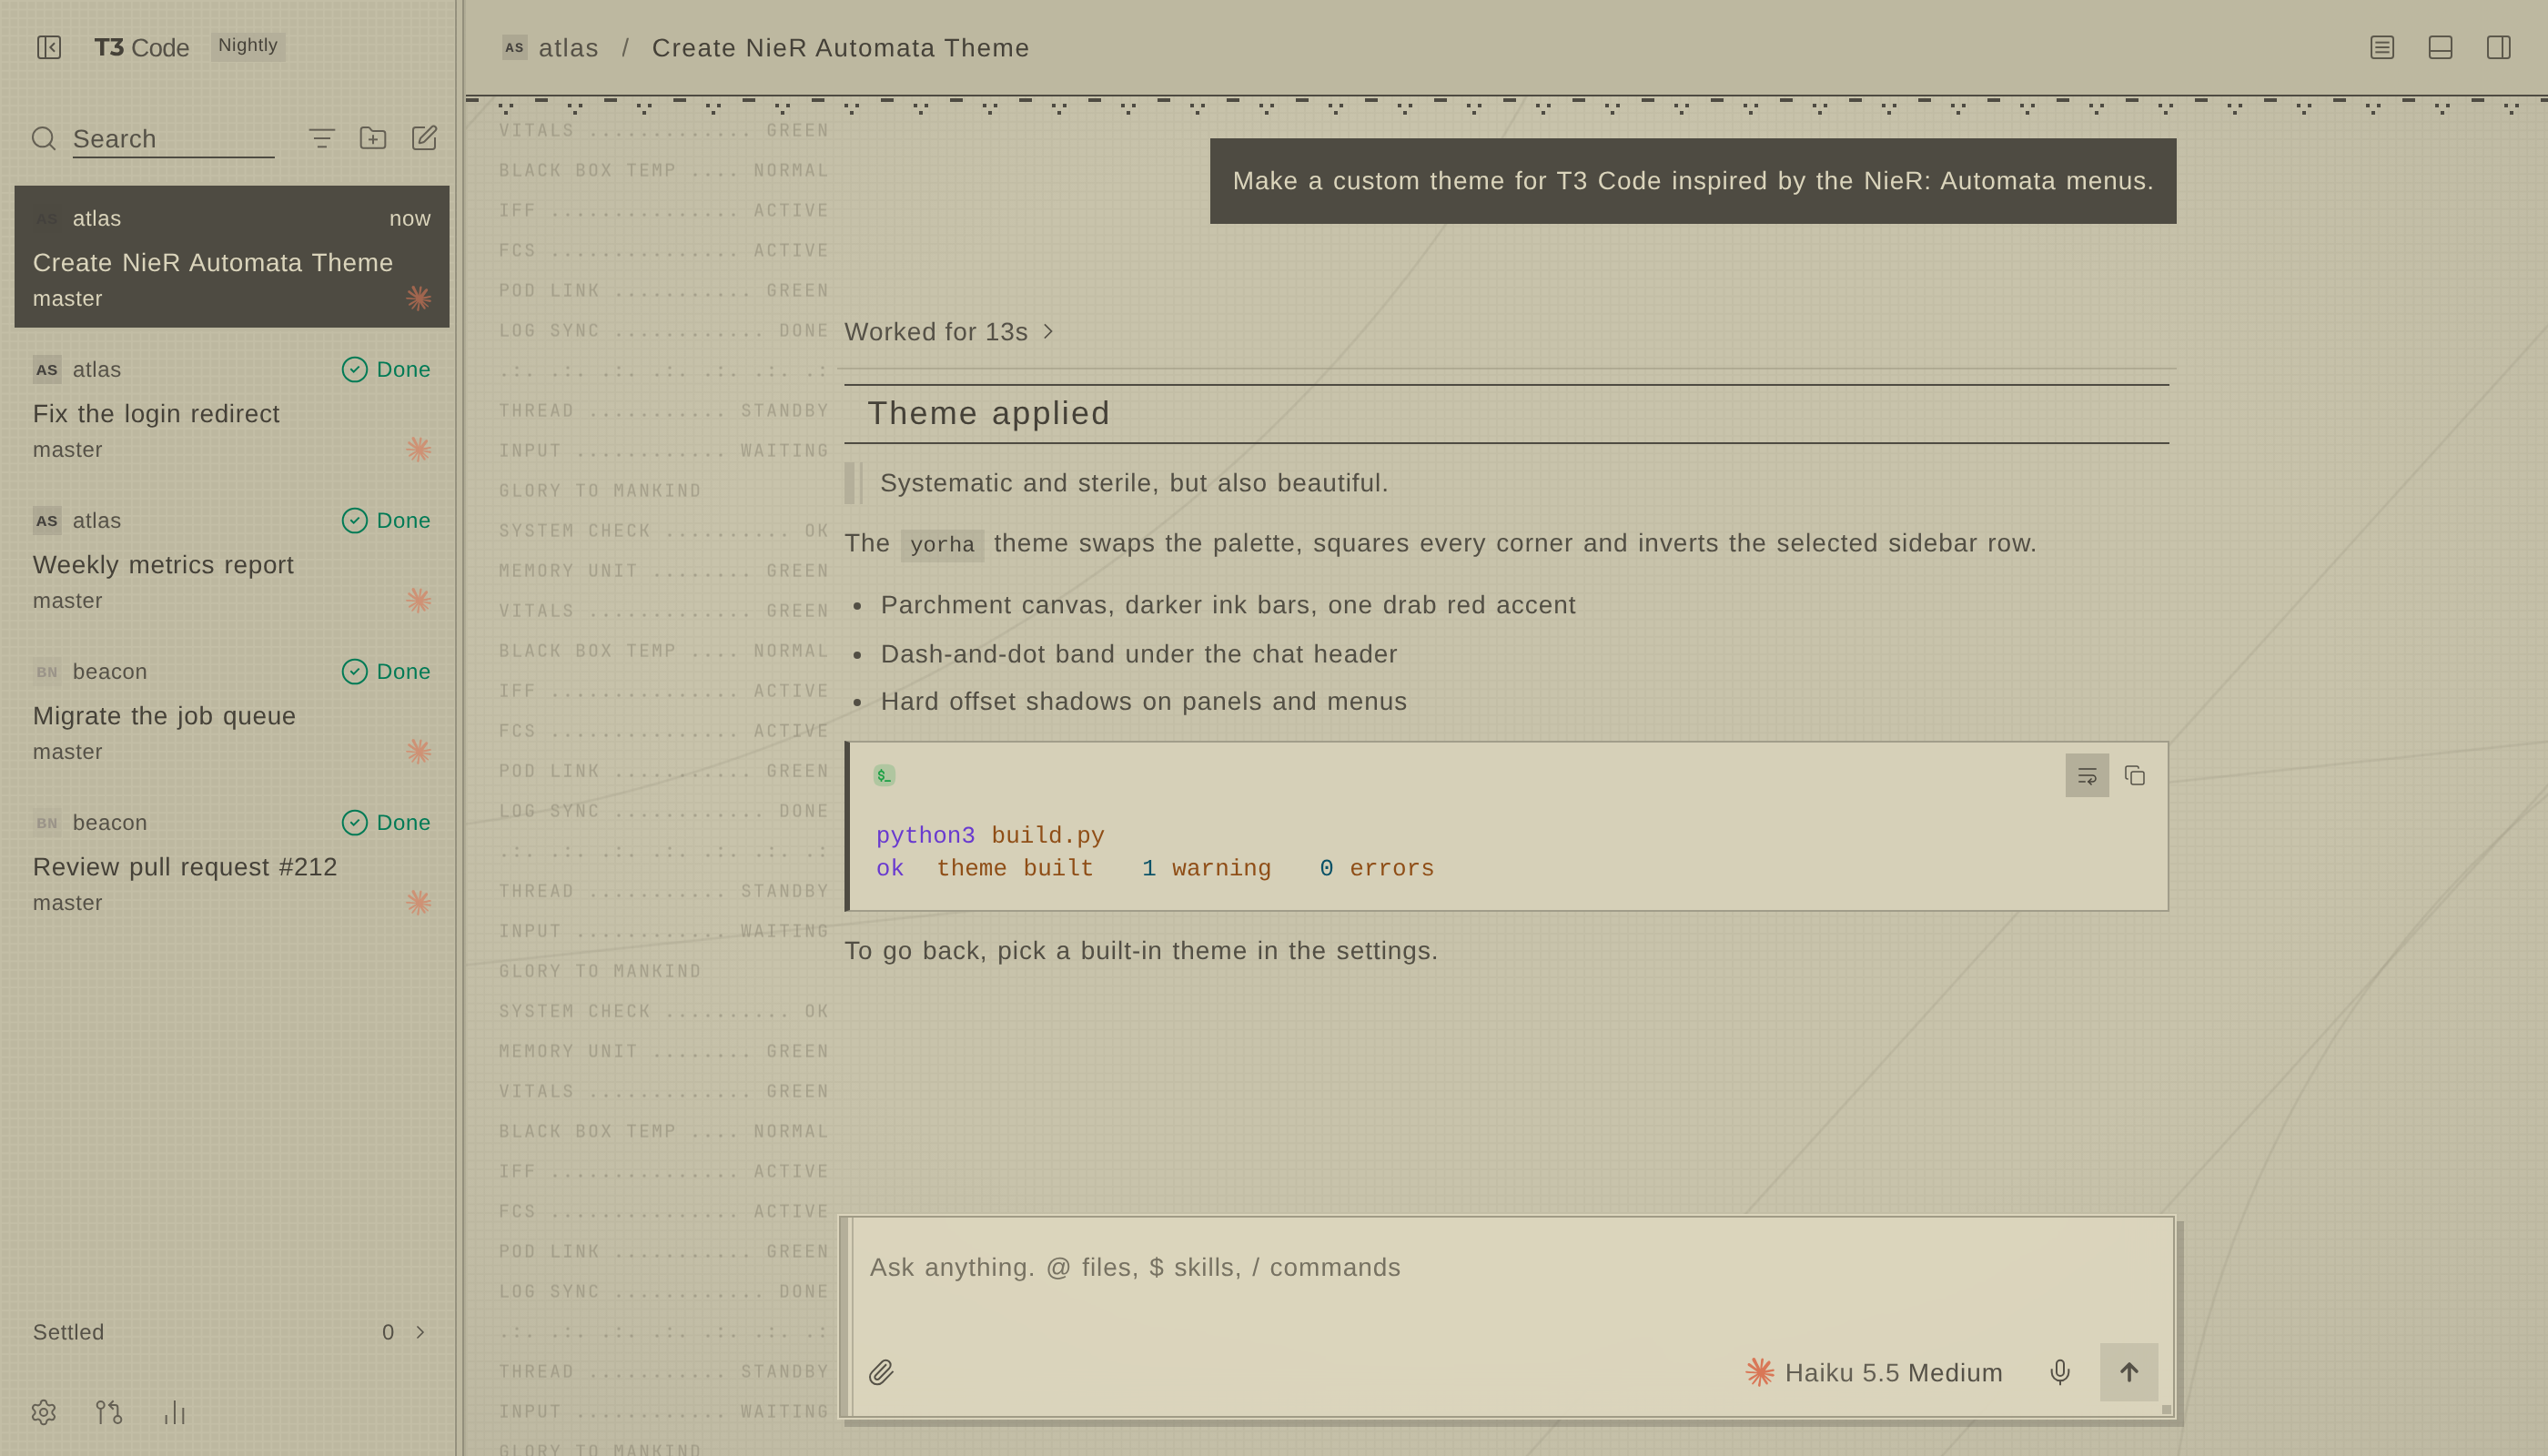 T3 Code Nightly
Search
AS atlas now
Create NieR Automata Theme
master
AS atlas Done
Fix the login redirect
master
AS atlas Done
Weekly metrics report
master
BN beacon Done
Migrate the job queue
master
BN beacon Done
Review pull request #212
master
Settled 0
AS atlas / Create NieR Automata Theme
VITALS ............. GREEN
BLACK BOX TEMP .... NORMAL
IFF ............... ACTIVE
FCS ............... ACTIVE
POD LINK ........... GREEN
LOG SYNC ............ DONE
.:. .:. .:. .:. .:. .:. .:
THREAD ........... STANDBY
INPUT ............ WAITING
GLORY TO MANKIND
SYSTEM CHECK .......... OK
MEMORY UNIT ........ GREEN
VITALS ............. GREEN
BLACK BOX TEMP .... NORMAL
IFF ............... ACTIVE
FCS ............... ACTIVE
POD LINK ........... GREEN
LOG SYNC ............ DONE
.:. .:. .:. .:. .:. .:. .:
THREAD ........... STANDBY
INPUT ............ WAITING
GLORY TO MANKIND
SYSTEM CHECK .......... OK
MEMORY UNIT ........ GREEN
VITALS ............. GREEN
BLACK BOX TEMP .... NORMAL
IFF ............... ACTIVE
FCS ............... ACTIVE
POD LINK ........... GREEN
LOG SYNC ............ DONE
.:. .:. .:. .:. .:. .:. .:
THREAD ........... STANDBY
INPUT ............ WAITING
GLORY TO MANKIND
Make a custom theme for T3 Code inspired by the NieR: Automata menus.
Worked for 13s
Theme applied
Systematic and sterile, but also beautiful.
The yorha theme swaps the palette, squares every corner and inverts the selected sidebar row.
• Parchment canvas, darker ink bars, one drab red accent
• Dash-and-dot band under the chat header
• Hard offset shadows on panels and menus
$_
python3 build.py
ok  theme built   1 warning   0 errors
To go back, pick a built-in theme in the settings.
Ask anything. @ files, $ skills, / commands
Haiku 5.5 Medium